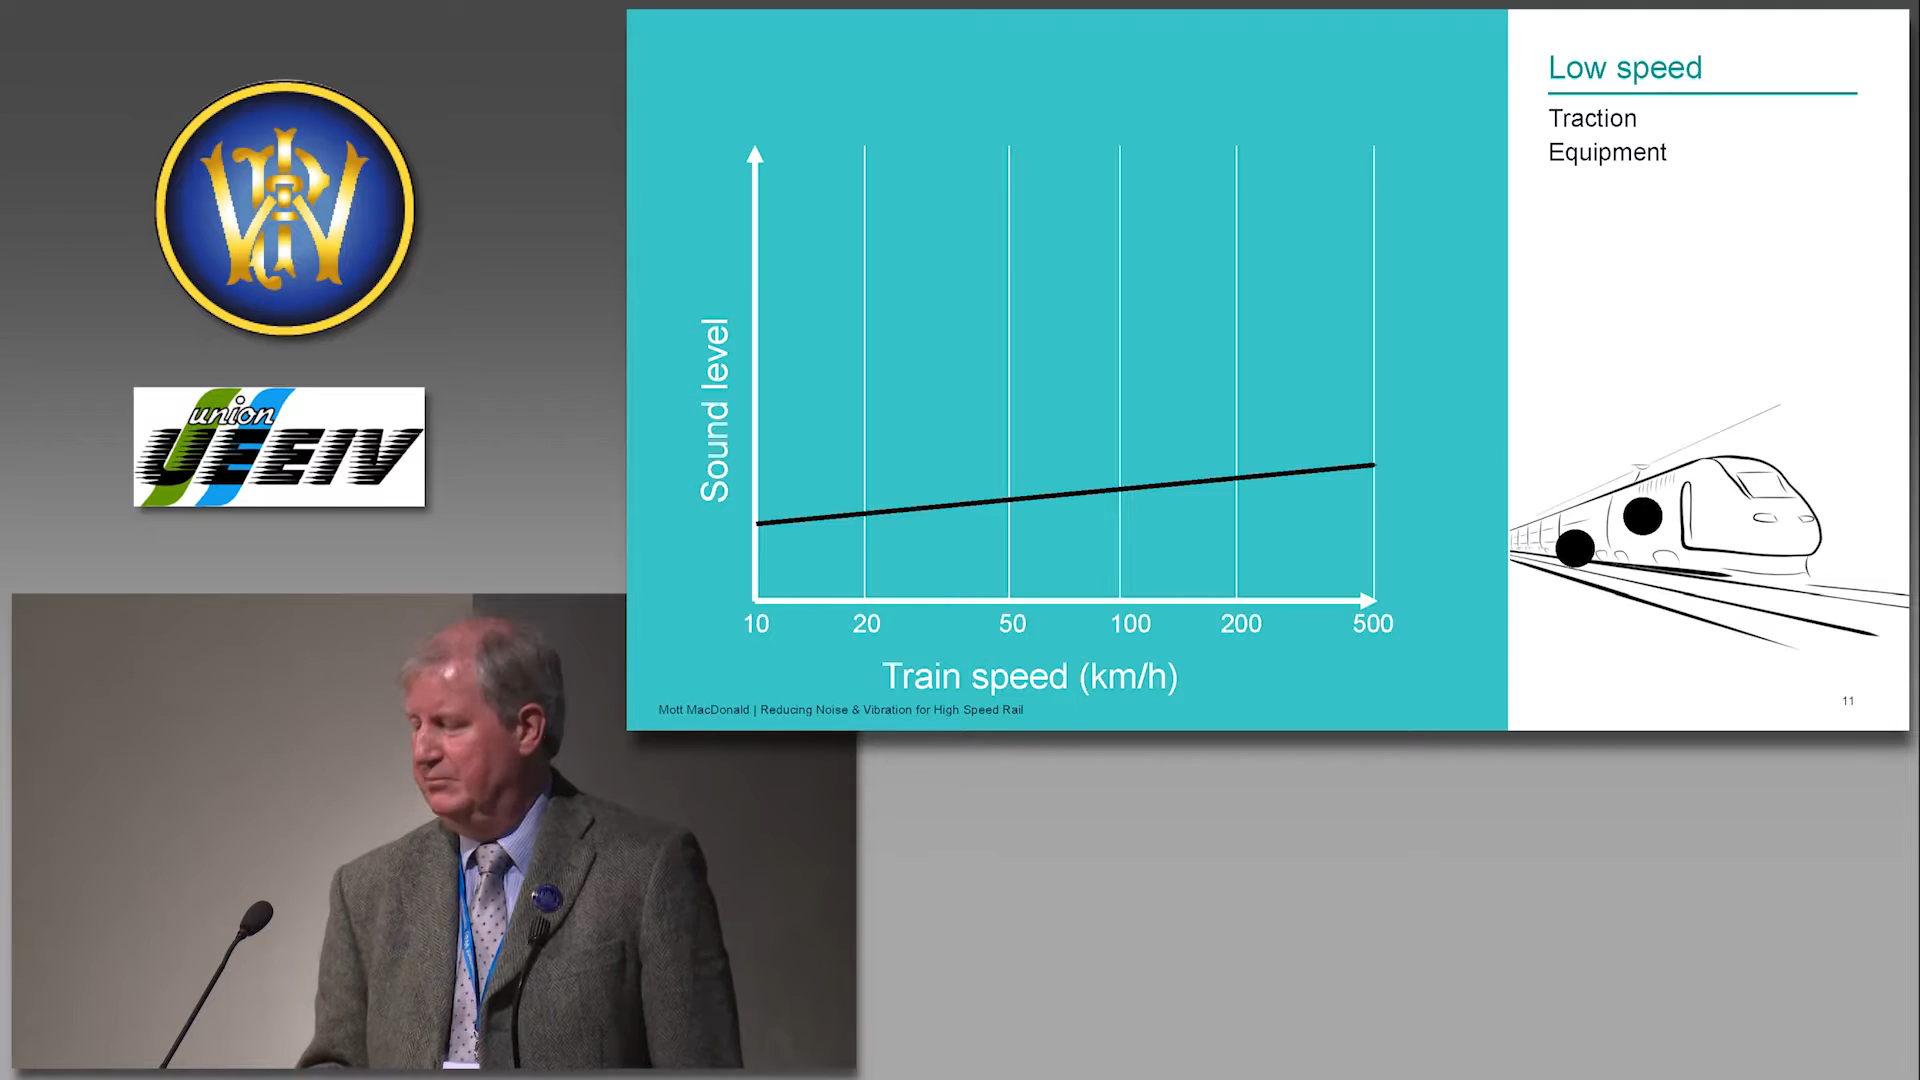 union
UEEIV
Low speed
Traction
Equipment
Sound level
10 20 50 100 200 500
Train speed (km/h)
Mott MacDonald | Reducing Noise & Vibration for High Speed Rail
11